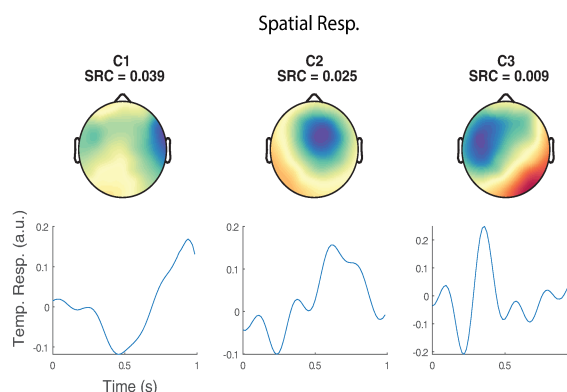 Spatial Resp.
C1 C2 C3
SRC = 0.039 SRC = 0.025 SRC = 0.009
Temp. Resp. (a.u.)
0.2 0.2 0.2
0.1 0.1 0.1
0 0 0
-0.1 -0.1 -0.1
-0.2
0 0.5 1 0 0.5 1 0 0.5
Time (s)